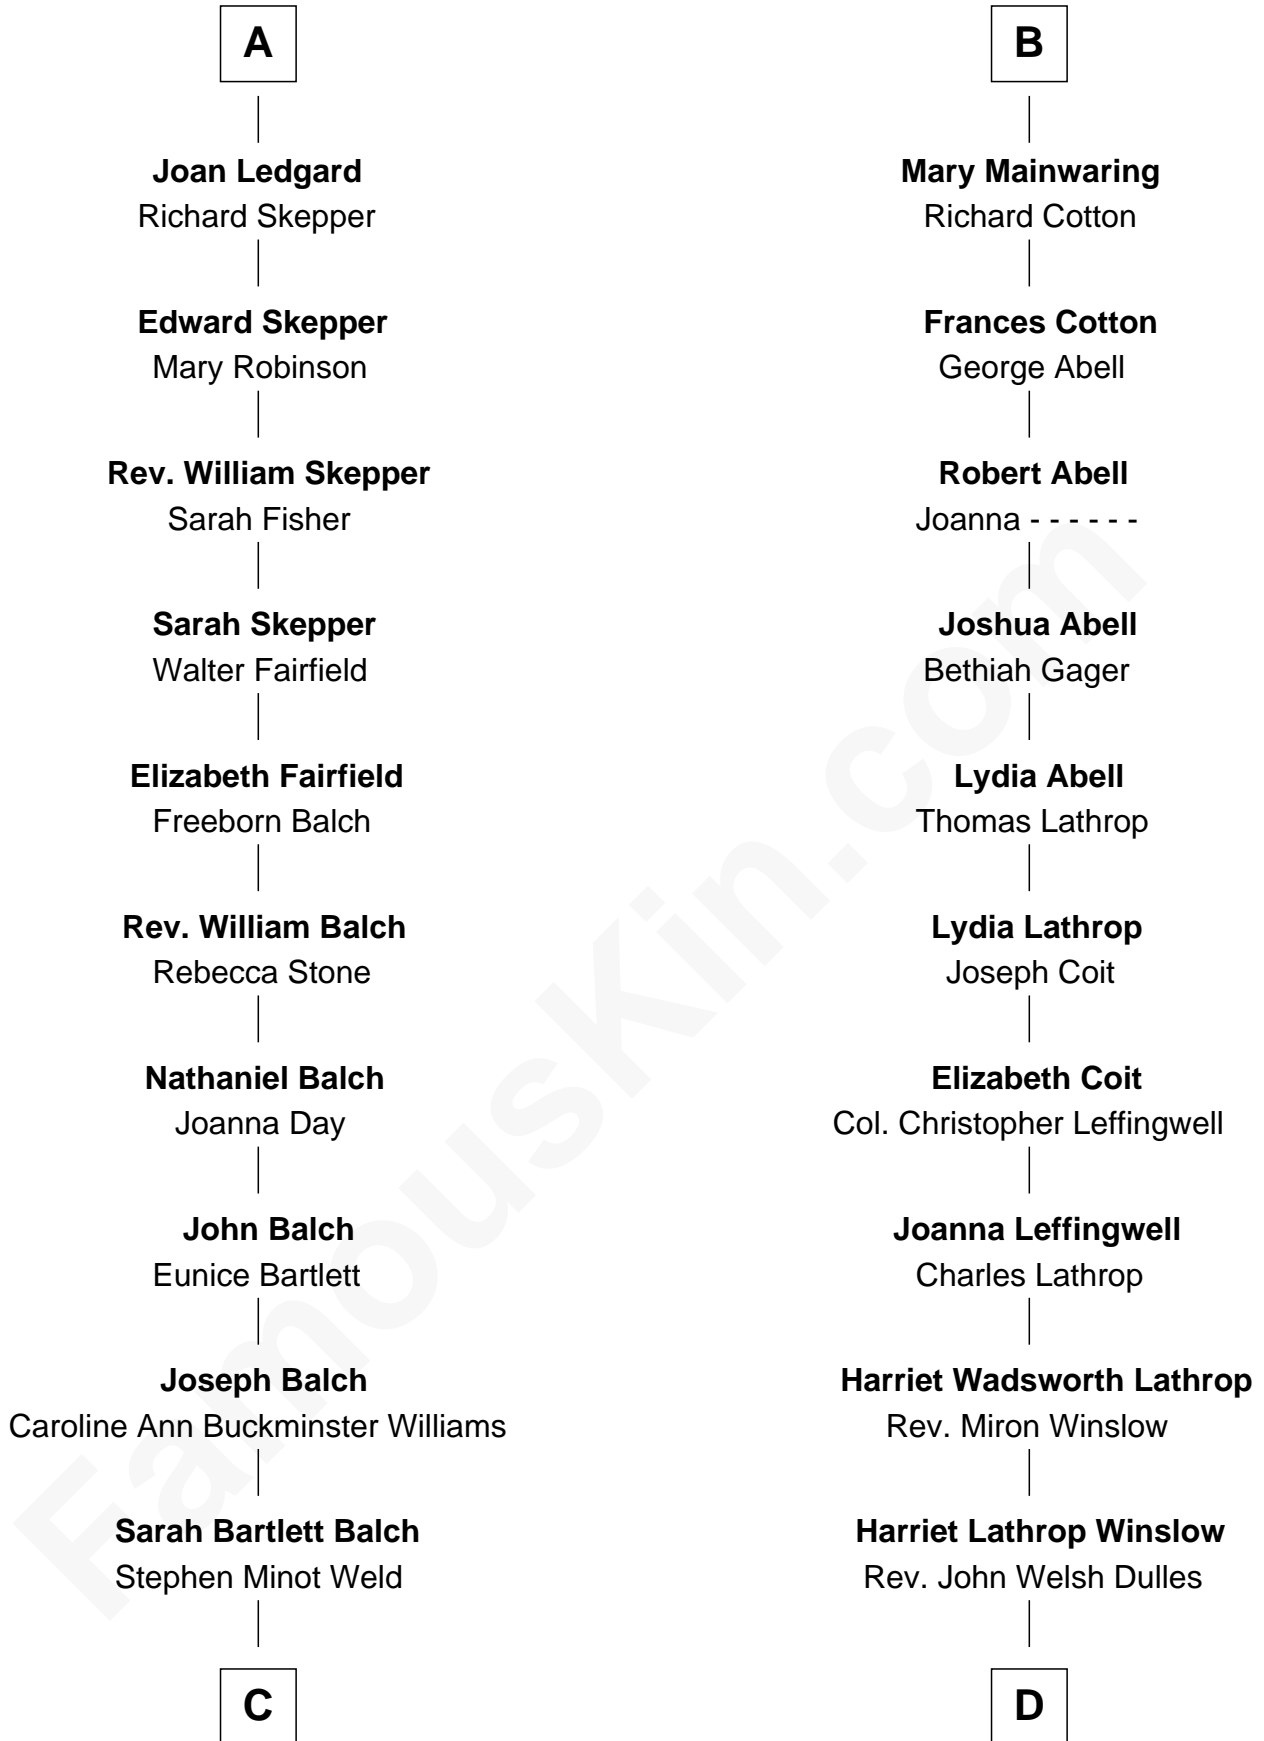 A
Joan Ledgard
Richard Skepper
Edward Skepper
Mary Robinson
Rev. William Skepper
Sarah Fisher
Sarah Skepper
Walter Fairfield
Elizabeth Fairfield
Freeborn Balch
Rev. William Balch
Rebecca Stone
Nathaniel Balch
Joanna Day
John Balch
Eunice Bartlett
Joseph Balch
Caroline Ann Buckminster Williams
Sarah Bartlett Balch
Stephen Minot Weld
C
B
Mary Mainwaring
Richard Cotton
Frances Cotton
George Abell
Robert Abell
Joanna - - - - - -
Joshua Abell
Bethiah Gager
Lydia Abell
Thomas Lathrop
Lydia Lathrop
Joseph Coit
Elizabeth Coit
Col. Christopher Leffingwell
Joanna Leffingwell
Charles Lathrop
Harriet Wadsworth Lathrop
Rev. Miron Winslow
Harriet Lathrop Winslow
Rev. John Welsh Dulles
D
FamousKin.com